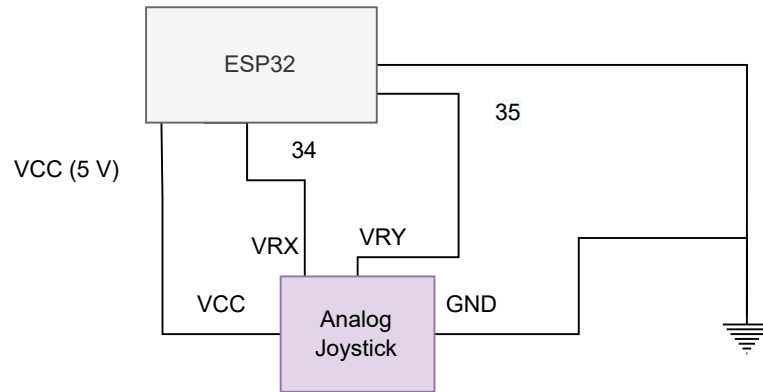 ESP32
35
34
VCC (5 V)
VRX
VRY
VCC
GND
Analog
Joystick